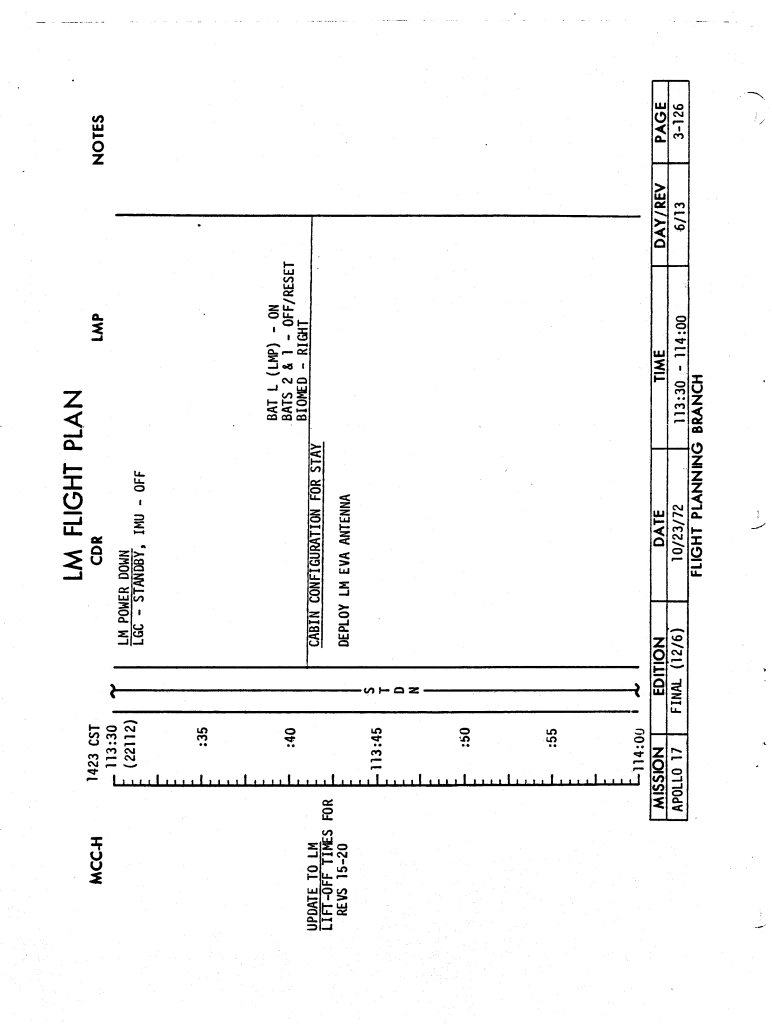 LM FLIGHT PLAN
MCC-H
CDR
LMP
NOTES
1423 CST
113:30
(22112)
LM POWER DOWN
LGC - STANDBY, IMU - OFF
:35
:40
BAT L (LMP) - ON
BATS 2 & 1 - OFF/RESET
BIOMED - RIGHT
UPDATE TO LM
LIFT-OFF TIMES FOR
REVS 15-20
CABIN CONFIGURATION FOR STAY
DEPLOY LM EVA ANTENNA
S
T
D
N
113:45
:50
:55
114:00
MISSION EDITION DATE TIME DAY/REV PAGE
APOLLO 17 FINAL (12/6) 10/23/72 113:30 - 114:00 6/13 3-126
FLIGHT PLANNING BRANCH